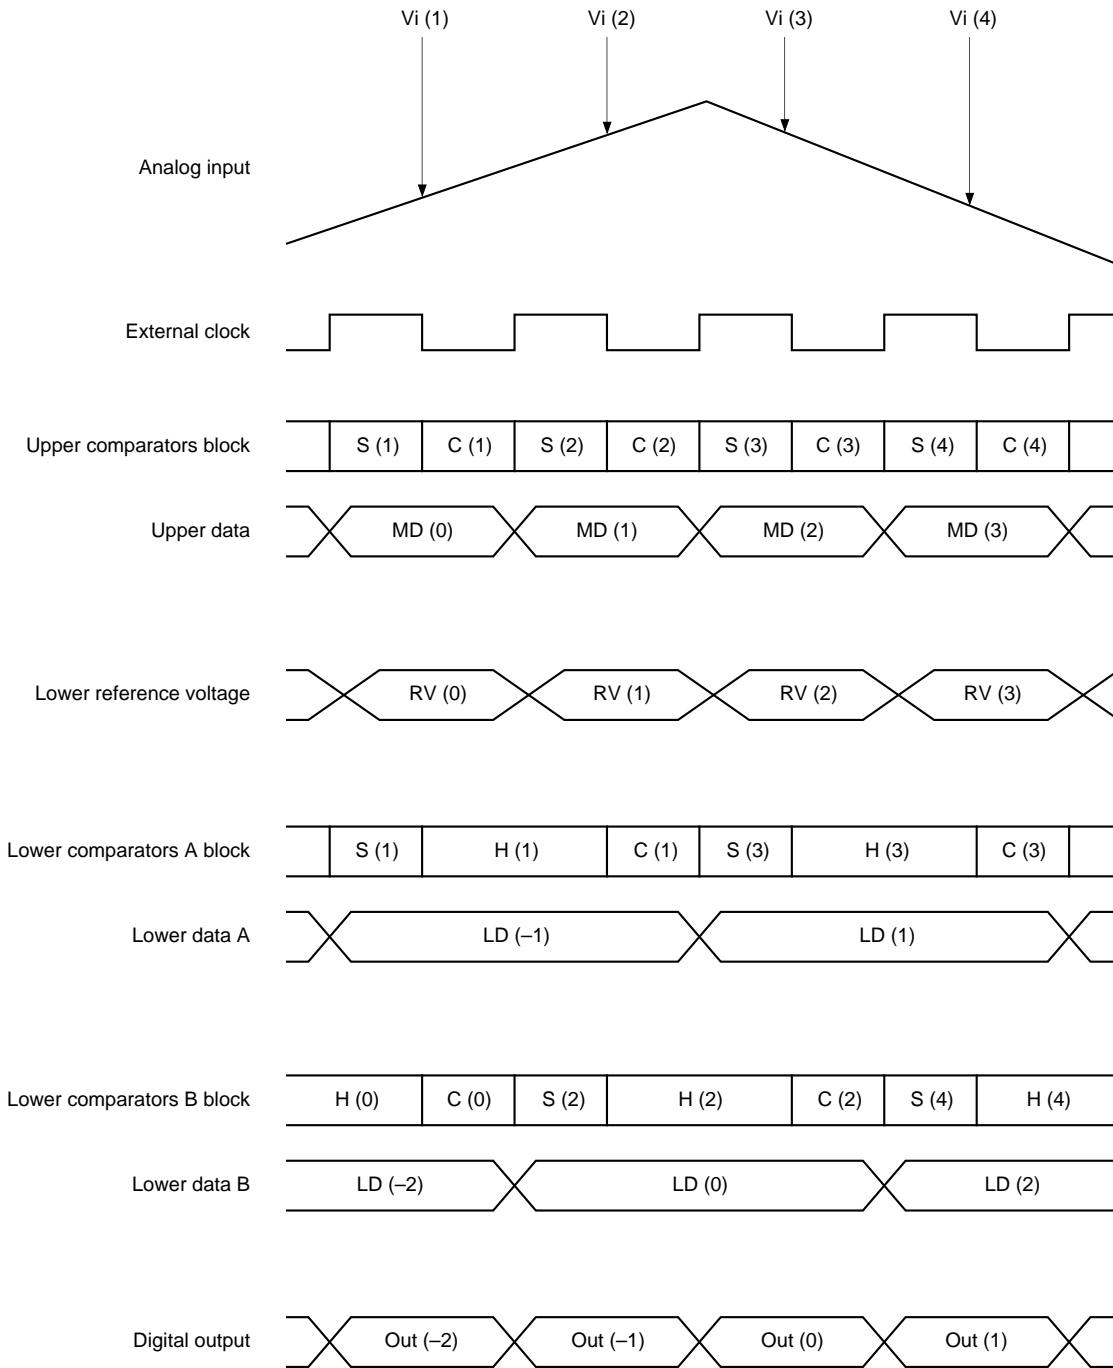 Vi (1) Vi (2) Vi (3) Vi (4)
Analog input
External clock
Upper comparators block S (1) C (1) S (2) C (2) S (3) C (3) S (4) C (4)
Upper data MD (0) MD (1) MD (2) MD (3)
Lower reference voltage RV (0) RV (1) RV (2) RV (3)
Lower comparators A block S (1) H (1) C (1) S (3) H (3) C (3)
Lower data A LD (–1) LD (1)
Lower comparators B block H (0) C (0) S (2) H (2) C (2) S (4) H (4)
Lower data B LD (–2) LD (0) LD (2)
Digital output Out (–2) Out (–1) Out (0) Out (1)